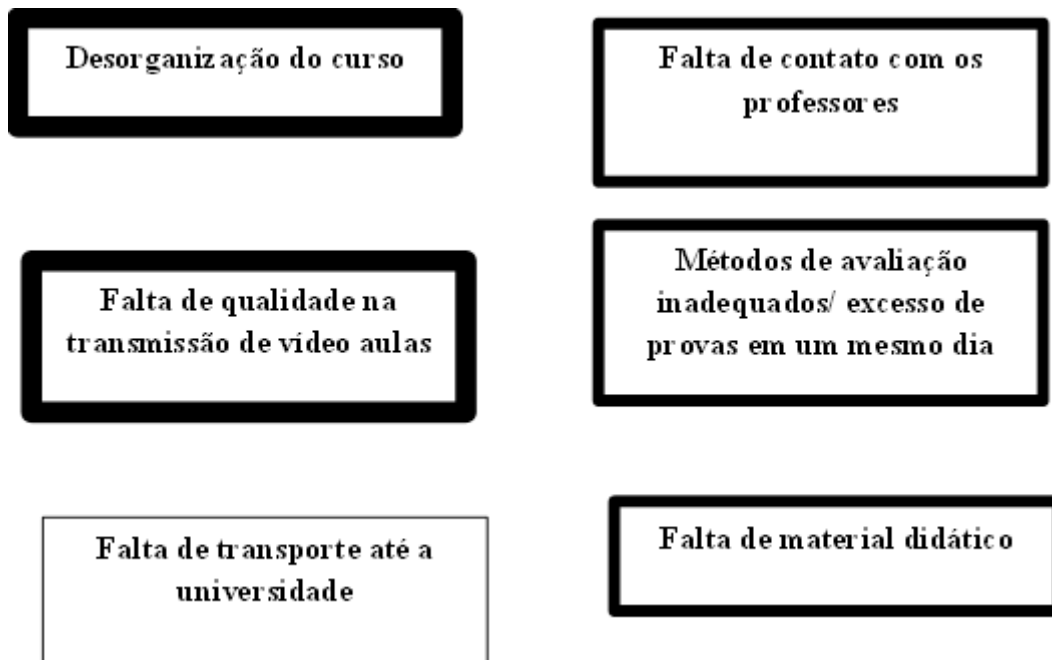 Desorganização do curso
Falta de contato com os
professores
Falta de qualidade na
transmissão de vídeo aulas
Métodos de avaliação
inadequados/ excesso de
provas em um mesmo dia
Falta de transporte até a
universidade
Falta de material didático